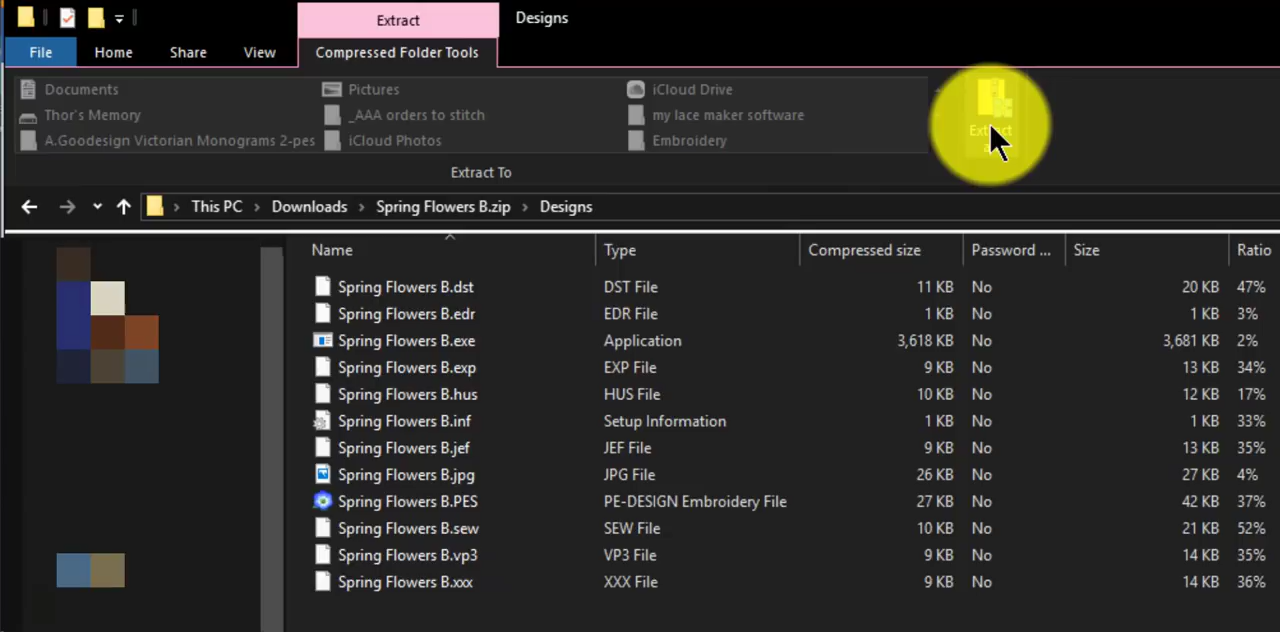 Extract
Designs
File
Home
Share
View
Compressed Folder Tools
Documents
Pictures
iCloud Drive
Thor's Memory
_AAA orders to stitch
my lace maker software
A.Goodesign Victorian Monograms 2-pes
iCloud Photos
Embroidery
Extract
Extract To
This PC > Downloads > Spring Flowers B.zip > Designs
Name Type Compressed size Password ... Size Ratio
Spring Flowers B.dst DST File 11 KB No 20 KB 47%
Spring Flowers B.edr EDR File 1 KB No 1 KB 3%
Spring Flowers B.exe Application 3,618 KB No 3,681 KB 2%
Spring Flowers B.exp EXP File 9 KB No 13 KB 34%
Spring Flowers B.hus HUS File 10 KB No 12 KB 17%
Spring Flowers B.inf Setup Information 1 KB No 1 KB 33%
Spring Flowers B.jef JEF File 9 KB No 13 KB 35%
Spring Flowers B.jpg JPG File 26 KB No 27 KB 4%
Spring Flowers B.PES PE-DESIGN Embroidery File 27 KB No 42 KB 37%
Spring Flowers B.sew SEW File 10 KB No 21 KB 52%
Spring Flowers B.vp3 VP3 File 9 KB No 14 KB 35%
Spring Flowers B.xxx XXX File 9 KB No 14 KB 36%